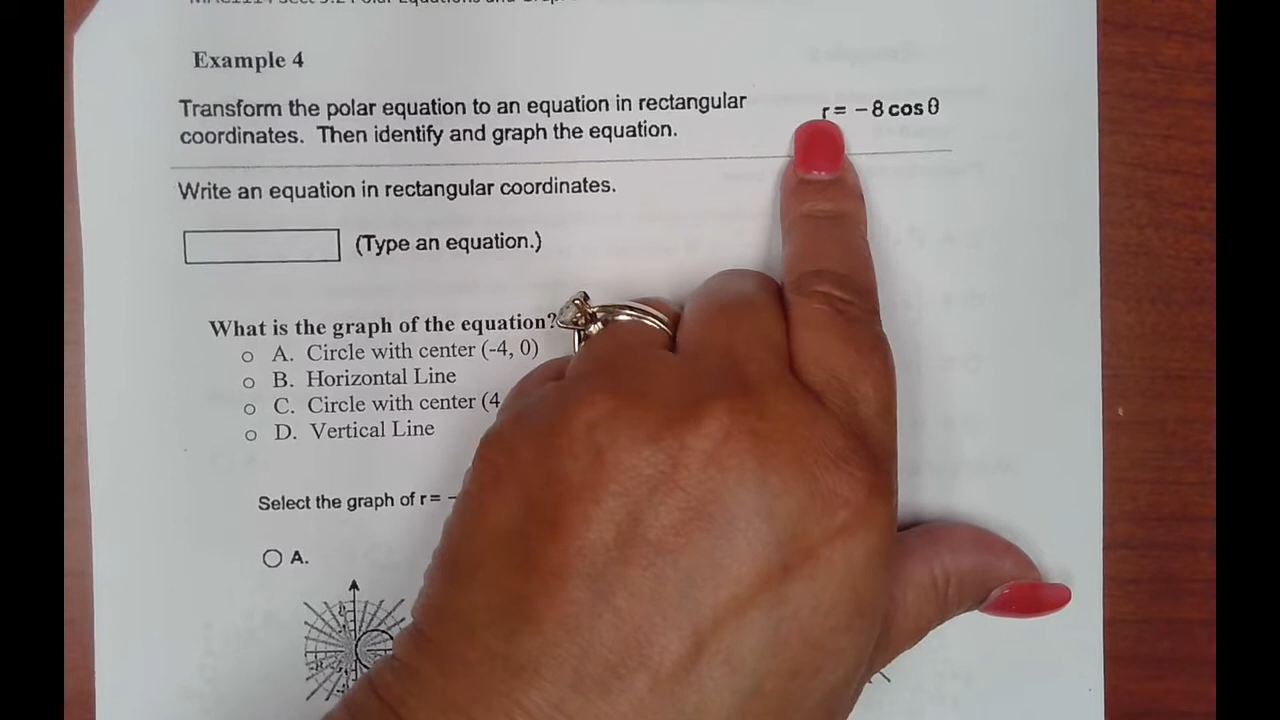 Example 4
Transform the polar equation to an equation in rectangular
coordinates. Then identify and graph the equation.
r = −8 cos θ
Write an equation in rectangular coordinates.
(Type an equation.)
What is the graph of the equation?
A. Circle with center (-4, 0)
B. Horizontal Line
C. Circle with center (4
D. Vertical Line
Select the graph of r = −
A.